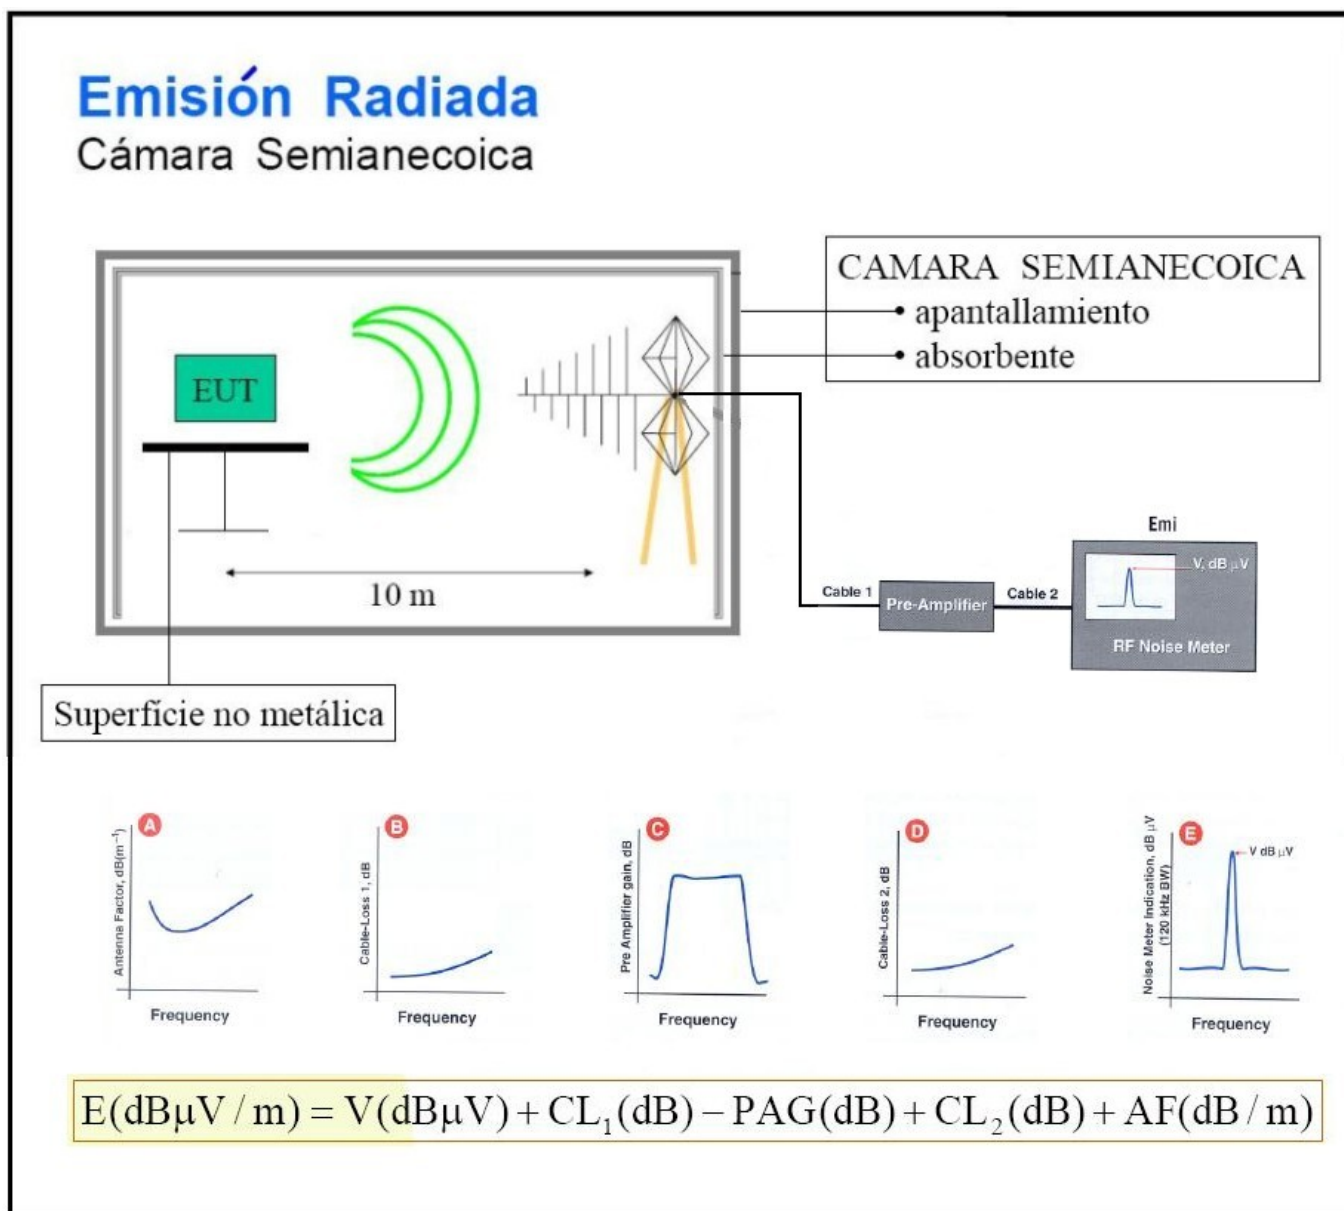 Emisión Radiada
Cámara Semianecoica
CAMARA SEMIANECOICA
• apantallamiento
• absorbente
EUT
10 m
Superfície no metálica
Emi
V, dB µV
Cable 1
Pre-Amplifier
Cable 2
RF Noise Meter
A
Antenna Factor, dB(m⁻¹)
Frequency
B
Cable-Loss 1, dB
Frequency
C
Pre Amplifier gain, dB
Frequency
D
Cable-Loss 2, dB
Frequency
E
Noise Meter Indication, dB µV
(120 kHz BW)
V dB µV
Frequency
E(dBµV / m) = V(dBµV) + CL₁(dB) − PAG(dB) + CL₂(dB) + AF(dB / m)